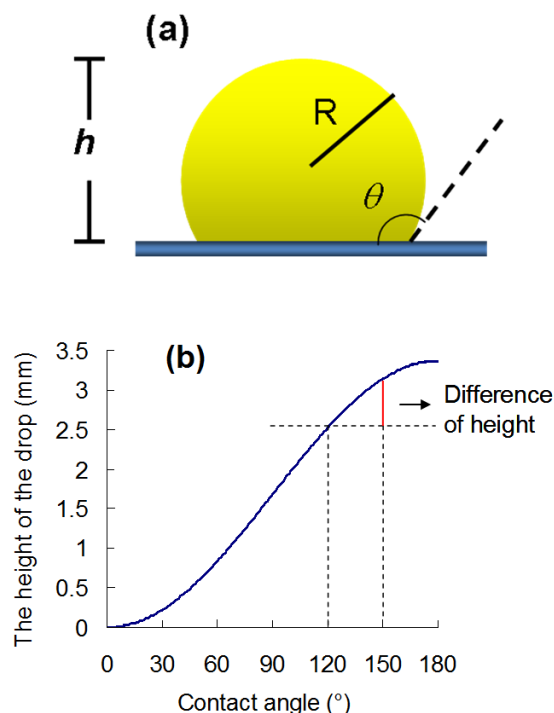 (a)
h
R
θ
(b)
The height of the drop (mm)
3.5
3
2.5
2
1.5
1
0.5
0
Difference
of height
0 30 60 90 120 150 180
Contact angle (°)